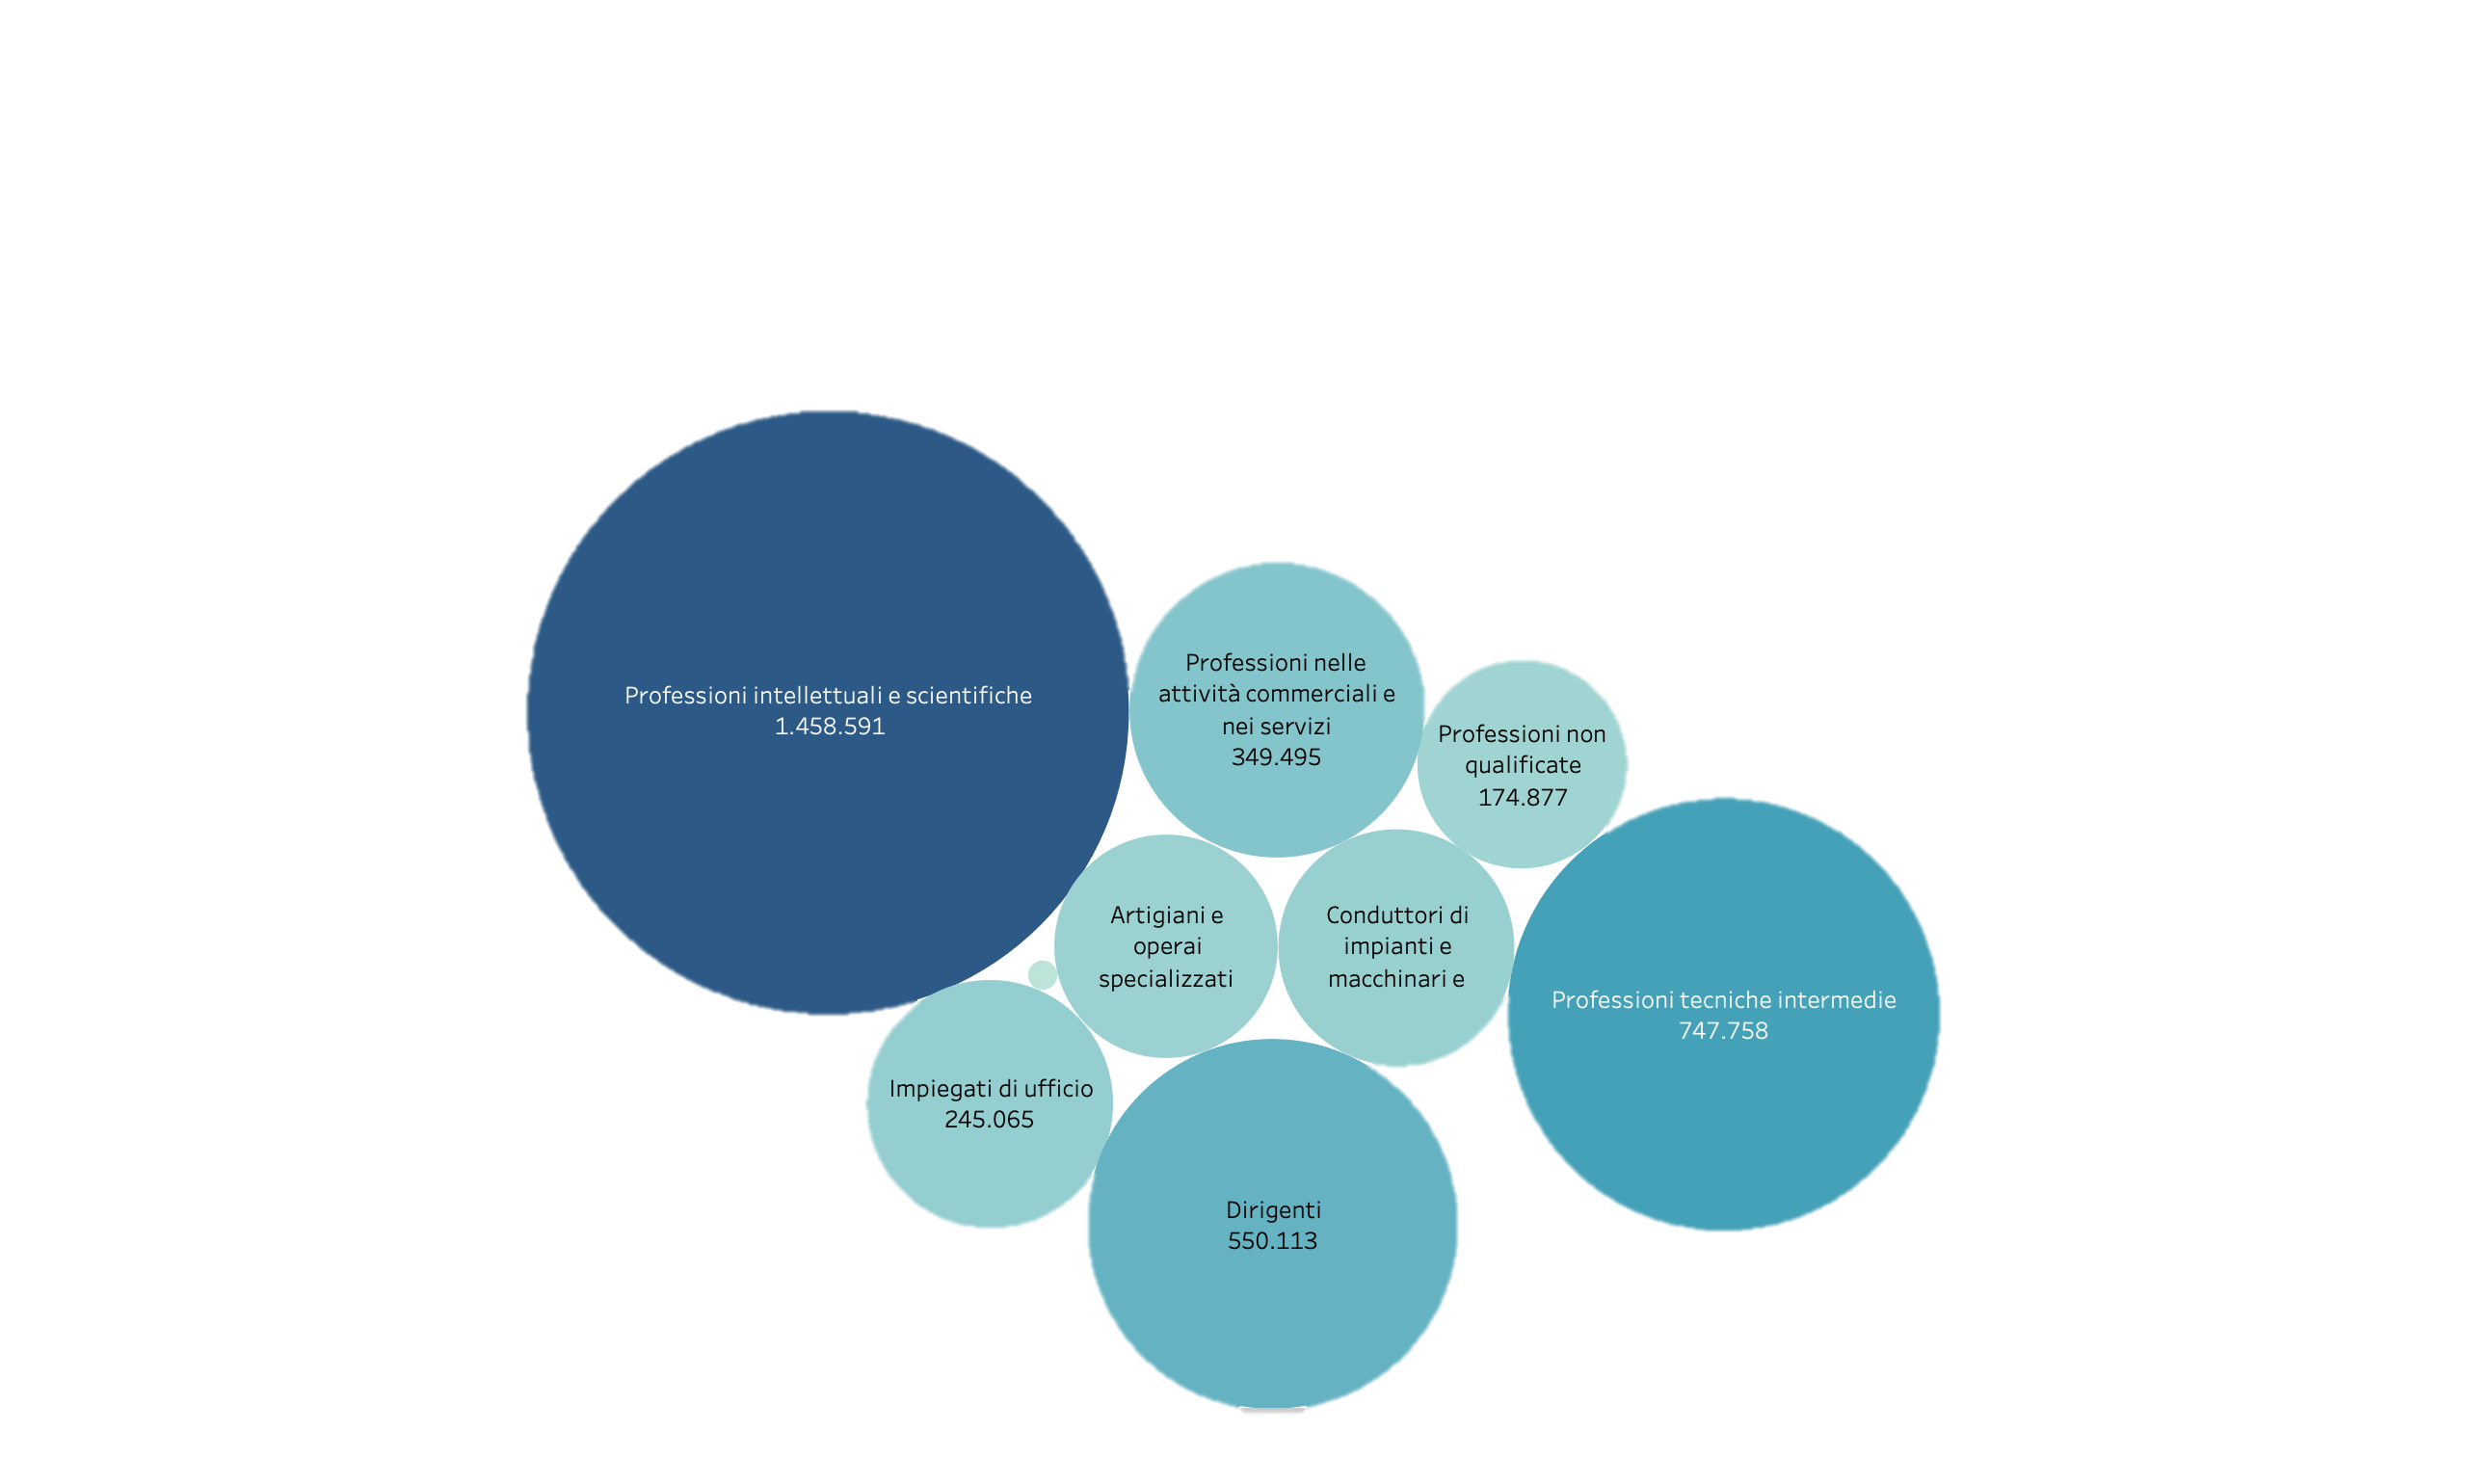 Professioni intellettuali e scientifiche
1.458.591
Professioni nelle
attività commerciali e
nei servizi
349.495
Professioni non
qualificate
174.877
Artigiani e
operai
specializzati
Conduttori di
impianti e
macchinari e
Professioni tecniche intermedie
747.758
Impiegati di ufficio
245.065
Dirigenti
550.113